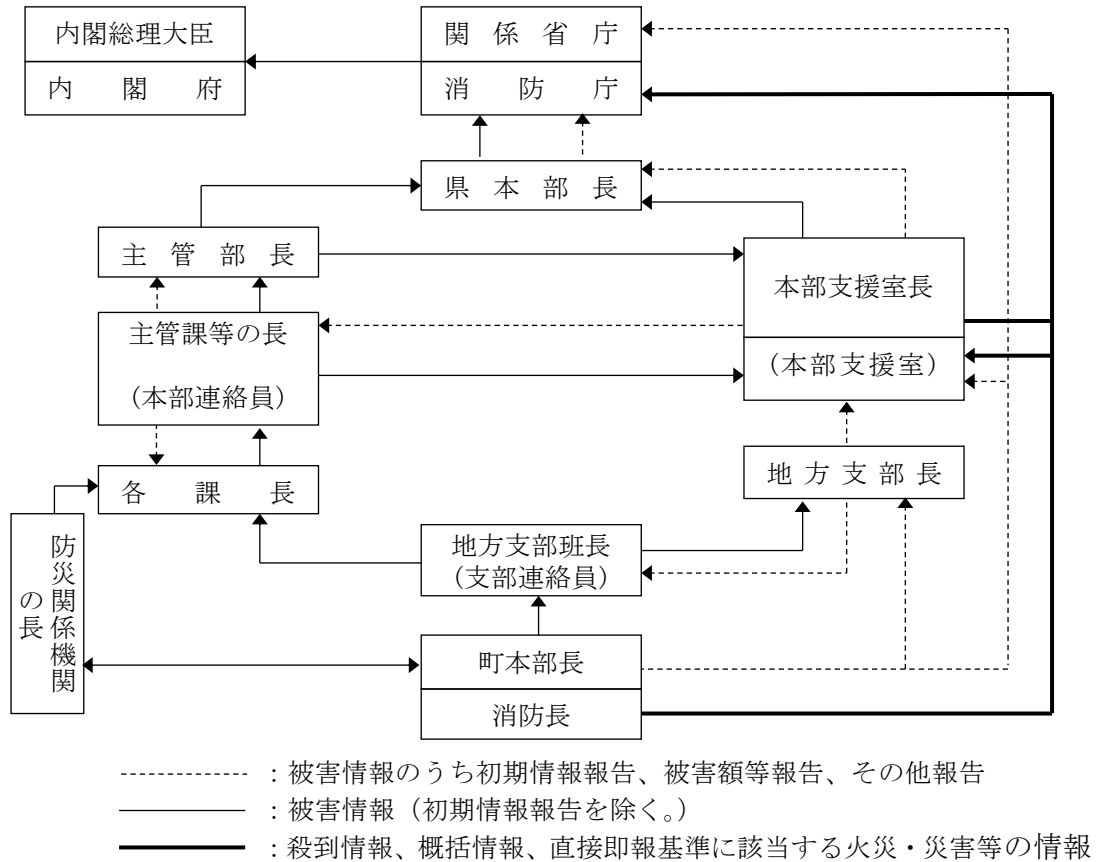 内閣総理大臣
内閣府
関係省庁
消防庁
県本部長
主管部長
本部支援室長
(本部支援室)
主管課等の長
(本部連絡員)
各課長
地方支部長
防災関係機関
の長
地方支部班長
(支部連絡員)
町本部長
消防長
:被害情報のうち初期情報報告、被害額等報告、その他報告
:被害情報(初期情報報告を除く。)
:殺到情報、概括情報、直接即報基準に該当する火災・災害等の情報